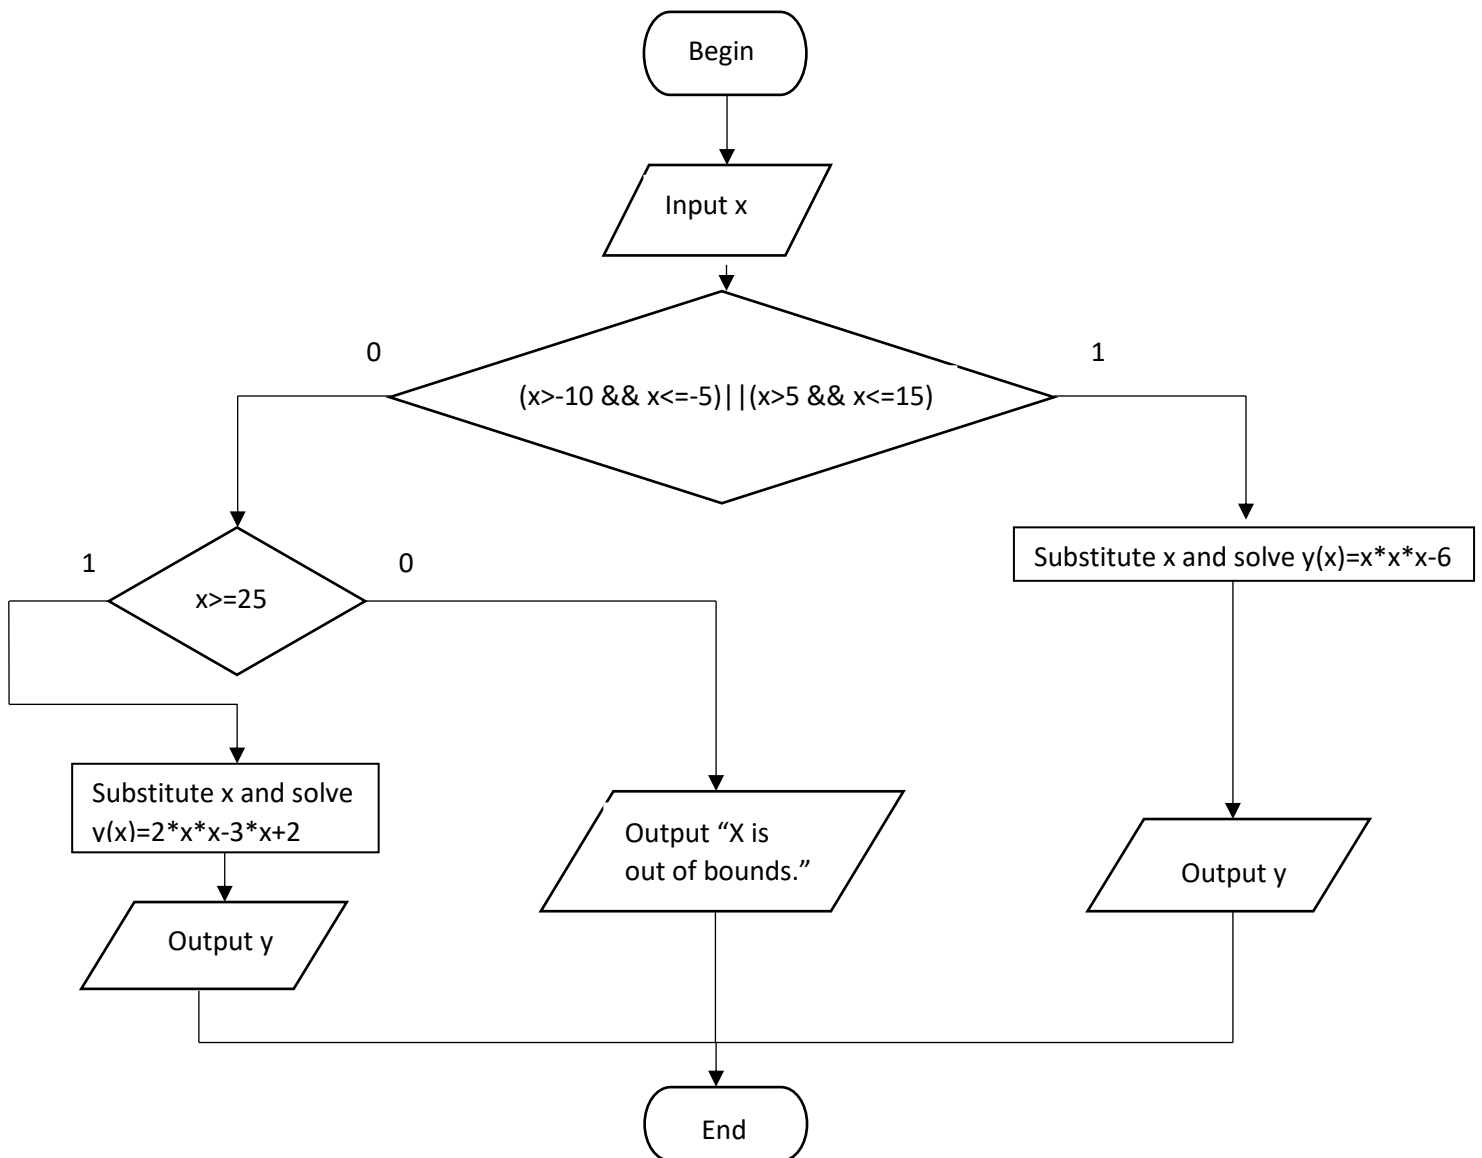 Begin
Input x
0
1
(x>-10 && x<=-5)||(x>5 && x<=15)
1
0
x>=25
Substitute x and solve y(x)=x*x*x-6
Substitute x and solve
y(x)=2*x*x-3*x+2
Output “X is
out of bounds.”
Output y
Output y
End